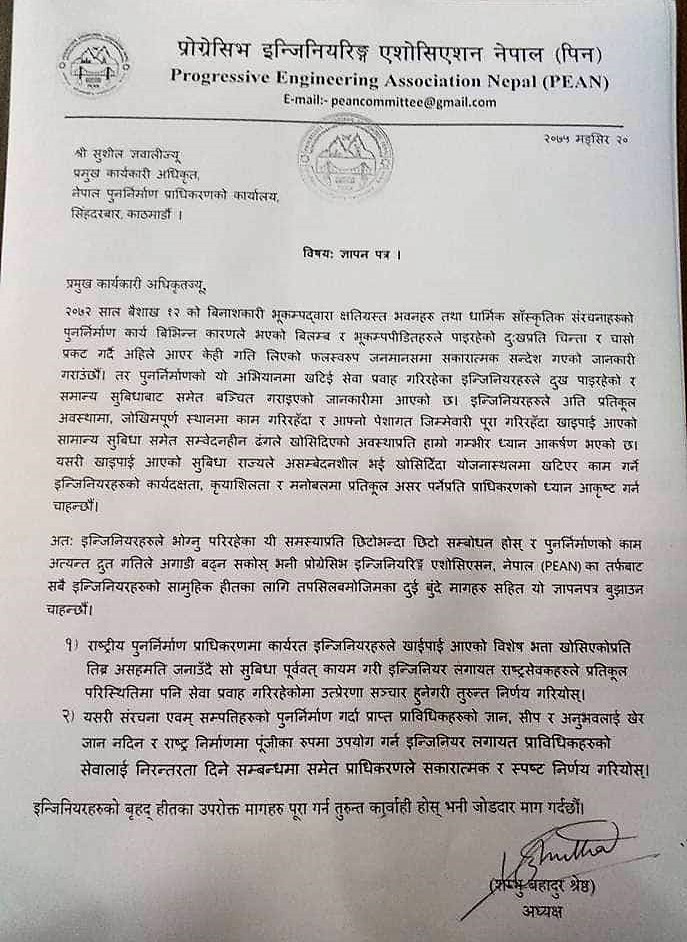 प्रोग्रेसिभ इन्जिनियरिङ्ग एशोसिएशन नेपाल (पिन)
Progressive Engineering Association Nepal (PEAN)
E-mail:- peancommittee@gmail.com
२०७५ मङ्सिर २०
श्री सुशील ज्ञवालीज्यू
प्रमुख कार्यकारी अधिकृत,
नेपाल पुनर्निर्माण प्राधिकरणको कार्यालय,
सिंहदरबार, काठमाडौं ।
विषय: ज्ञापन पत्र ।
प्रमुख कार्यकारी अधिकृतज्यू,
२०७२ साल बैशाख १२ को बिनाशकारी भूकम्पद्वारा क्षतिग्रस्त भवनहरु तथा धार्मिक साँस्कृतिक संरचनाहरुको
पुनर्निर्माण कार्य बिभिन्न कारणले भएको बिलम्ब र भूकम्पपीडितहरुले पाइरहेको दु:खप्रति चिन्ता र चासो
प्रकट गर्दै अहिले आएर केही गति लिएको फलस्वरुप जनमानसमा सकारात्मक सन्देश गएको जानकारी
गराउंछौं। तर पुनर्निर्माणको यो अभियानमा खटिई सेवा प्रवाह गरिरहेका इन्जिनियरहरुले दुख पाइरहेको र
समान्य सुबिधाबाट समेत बञ्चित गराइएको जानकारीमा आएको छ। इन्जिनियरहरुले अति प्रतिकूल
अवस्थामा, जोखिमपूर्ण स्थानमा काम गरिरहँदा र आफ्नो पेशागत जिम्मेवारी पूरा गरिरहँदा खाइपाई आएको
सामान्य सुबिधा समेत सम्वेदनहीन ढंगले खोसिदिएको अवस्थाप्रति हाम्रो गम्भीर ध्यान आकर्षण भएको छ।
यसरी खाइपाई आएको सुबिधा राज्यले असम्बेदनशील भई खोसिदिँदा योजनास्थलमा खटिएर काम गर्ने
इन्जिनियरहरुको कार्यदक्षता, कृयाशिलता र मनोबलमा प्रतिकूल असर पर्नेप्रति प्राधिकरणको ध्यान आकृष्ट गर्न
चाहन्छौं।
अत: इन्जिनियरहरुले भोग्नु परिरहेका यी समस्याप्रति छिटोभन्दा छिटो सम्बोधन होस् र पुनर्निर्माणको काम
अत्यन्त द्रुत गतिले अगाडी बढ्न सकोस् भनी प्रोग्रेसिभ इन्जिनियरिङ्ग एशोसिएसन, नेपाल (PEAN) का तर्फबाट
सबै इन्जिनियरहरुको सामुहिक हीतका लागि तपसिलबमोजिमका दुई बुंदे मागहरु सहित यो ज्ञापनपत्र बुझाउन
चाहन्छौं।
१) राष्ट्रीय पुनर्निर्माण प्राधिकरणमा कार्यरत इन्जिनियरहरुले खाईपाई आएको विशेष भत्ता खोसिएकोप्रति
तिब्र असहमति जनाउँदै सो सुबिधा पूर्ववत् कायम गरी इन्जिनियर लगायत राष्ट्रसेवकहरुले प्रतिकूल
परिस्थितिमा पनि सेवा प्रवाह गरिरहेकोमा उत्प्रेरणा सञ्चार हुनेगरी तुरुन्त निर्णय गरियोस्।
२) यसरी संरचना एवम् सम्पत्तिहरुको पुनर्निर्माण गर्दा प्राप्त प्राविधिकहरुको ज्ञान, सीप र अनुभवलाई खेर
जान नदिन र राष्ट्र निर्माणमा पूंजीका रुपमा उपयोग गर्न इन्जिनियर लगायत प्राविधिकहरुको
सेवालाई निरन्तरता दिने सम्बन्धमा समेत प्राधिकरणले सकारात्मक र स्पष्ट निर्णय गरियोस्।
इन्जिनियरहरुको बृहद् हीतका उपरोक्त मागहरु पूरा गर्न तुरुन्त कार्वाही होस् भनी जोडदार माग गर्दछौं।
(शम्भु बहादुर श्रेष्ठ)
अध्यक्ष